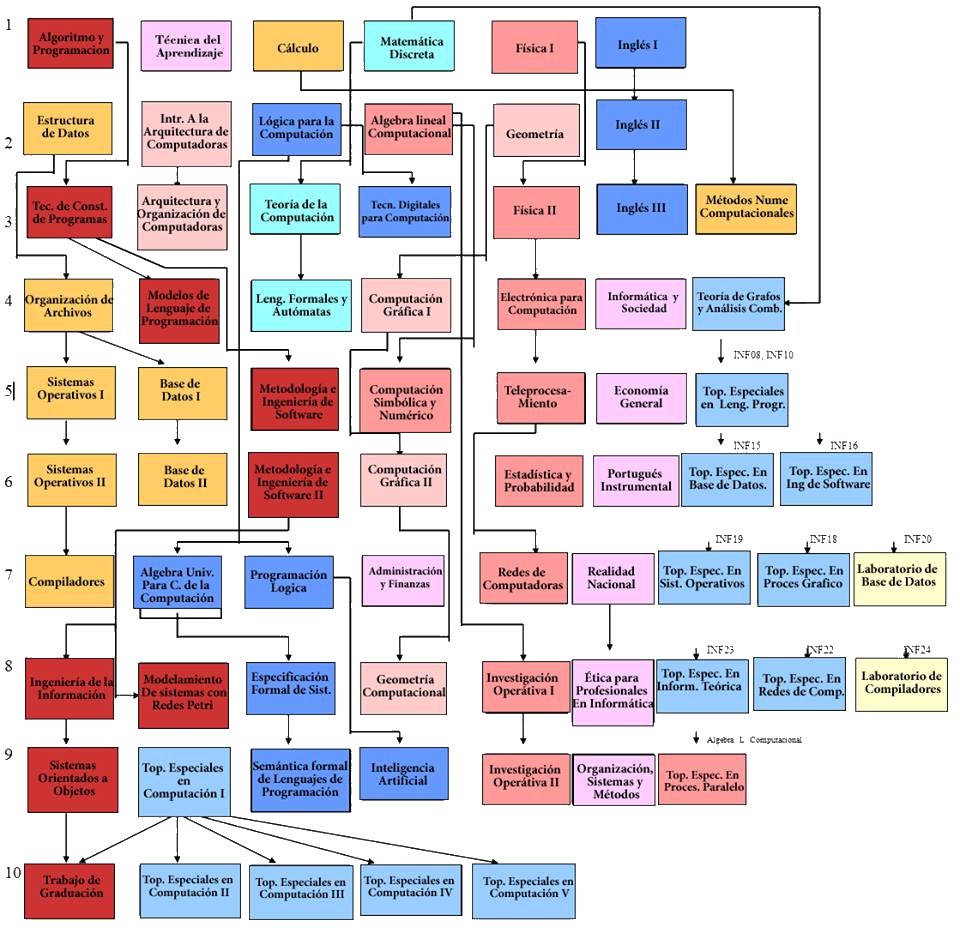 1
Algoritmo y
Programacion
Técnica del
Aprendizaje
Cálculo
Matemática
Discreta
Física I
Inglés I
2
Estructura
de Datos
Intr. A la
Arquitectura de
Computadoras
Lógica para la
Computación
Algebra lineal
Computacional
Geometría
Inglés II
3
Tec. de Const.
de Programas
Arquitectura y
Organización de
Computadoras
Teoría de la
Computación
Tecn. Digitales
para Computación
Física II
Inglés III
Métodos Nume
Computacionales
4
Organización de
Archivos
Modelos de
Lenguaje de
Programación
Leng. Formales y
Autómatas
Computación
Gráfica I
Electrónica para
Computación
Informática y
Sociedad
Teoría de Grafos
y Análisis Comb.
INF08, INF10
5
Sistemas
Operativos I
Base de
Datos I
Metodología e
Ingeniería de
Software
Computación
Simbólica y
Numérico
Teleprocesa-
Miento
Economía
General
Top. Especiales
en Leng. Progr.
INF15
INF16
6
Sistemas
Operativos II
Base de
Datos II
Metodología e
Ingeniería de
Software II
Computación
Gráfica II
Estadística y
Probabilidad
Portugués
Instrumental
Top. Espec. En
Base de Datos.
Top. Espec. En
Ing de Software
INF19
INF18
INF20
7
Compiladores
Algebra Univ.
Para C. de la
Computación
Programación
Logica
Administración
y Finanzas
Redes de
Computadoras
Realidad
Nacional
Top. Espec. En
Sist. Operativos
Top. Espec. En
Proces Grafico
Laboratorio de
Base de Datos
INF23
INF22
INF24
8
Ingeniería de la
Información
Modelamiento
De sistemas con
Redes Petri
Especificación
Formal de Sist.
Geometría
Computacional
Investigación
Operátiva I
Ética para
Profesionales
En Informática
Top. Espec. En
Inform. Teórica
Top. Espec. En
Redes de Comp.
Laboratorio de
Compiladores
Algebra L Computacional
9
Sistemas
Orientados a
Objetos
Top. Especiales
en
Computación I
Semántica formal
de Lenguajes de
Programación
Inteligencia
Artificial
Investigación
Operátiva II
Organización,
Sistemas y
Métodos
Top. Espec. En
Proces. Paralelo
10
Trabajo de
Graduación
Top. Especiales en
Computación II
Top. Especiales en
Computación III
Top. Especiales en
Computación IV
Top. Especiales en
Computación V